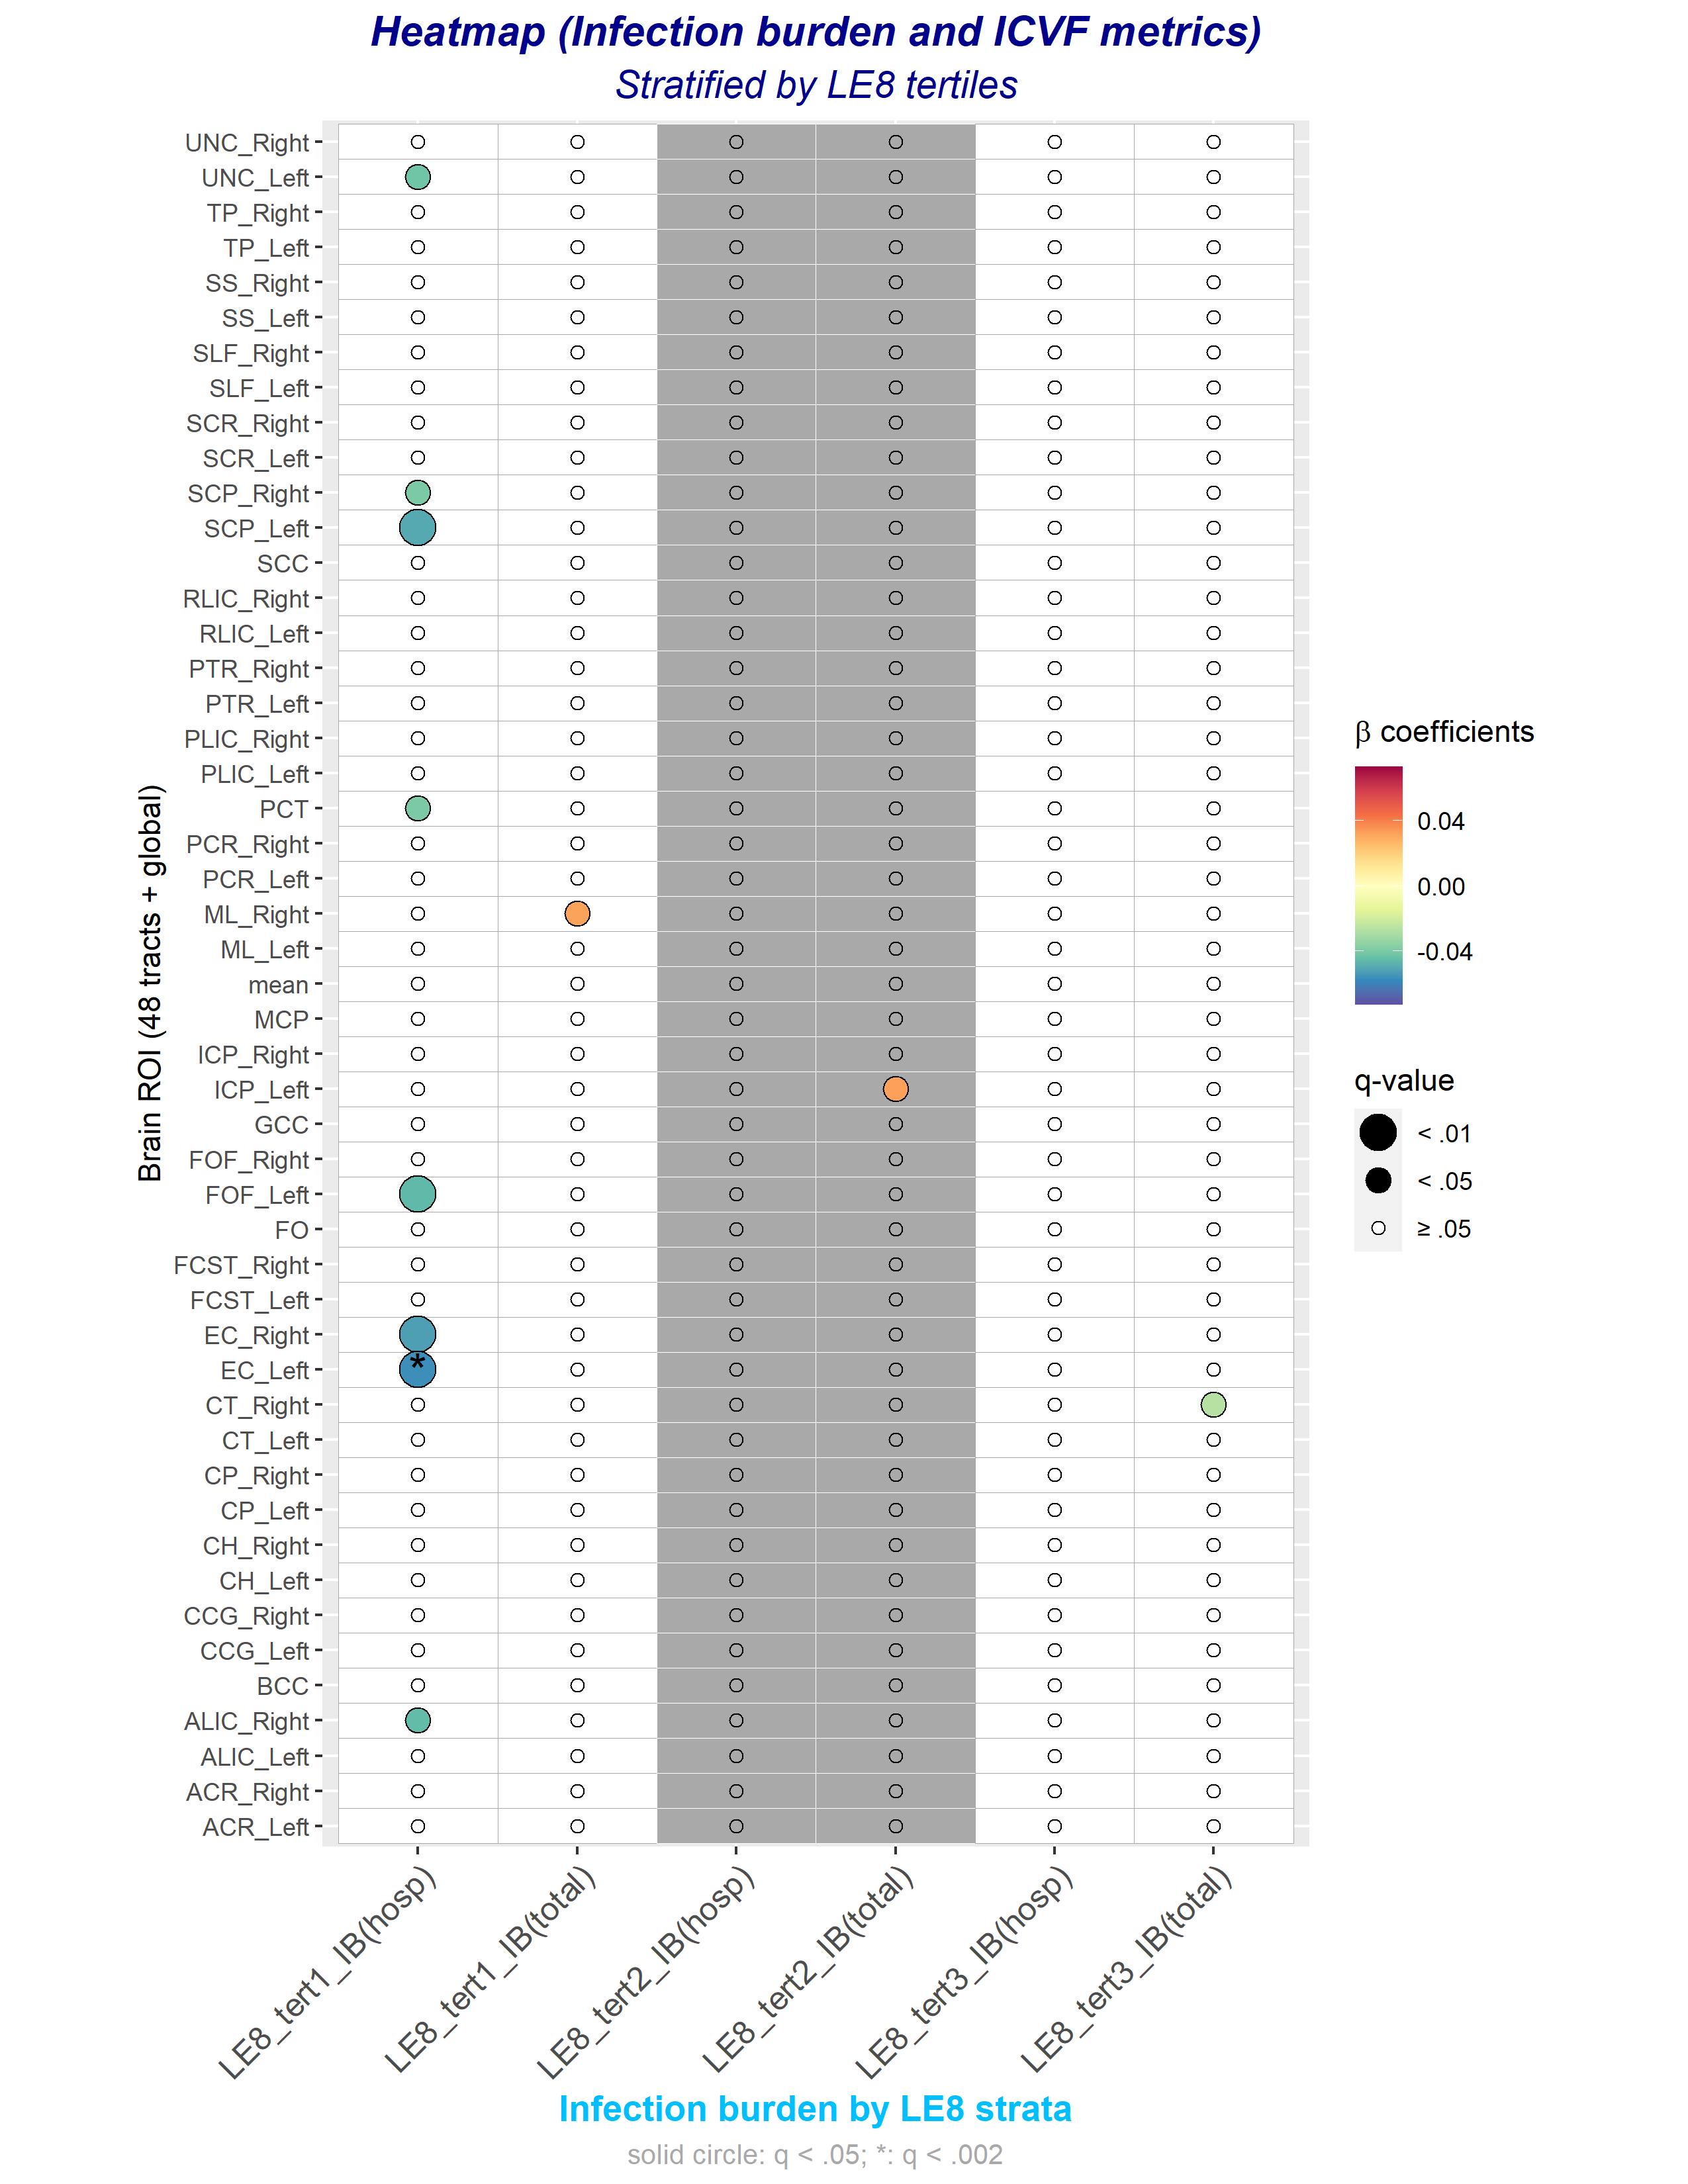 Heatmap (Infection burden and ICVF metrics)
Stratified by LE8 tertiles
Brain ROI (48 tracts + global)
UNC_Right
UNC_Left
TP_Right
TP_Left
SS_Right
SS_Left
SLF_Right
SLF_Left
SCR_Right
SCR_Left
SCP_Right
SCP_Left
SCC
RLIC_Right
RLIC_Left
PTR_Right
PTR_Left
PLIC_Right
PLIC_Left
PCT
PCR_Right
PCR_Left
ML_Right
ML_Left
mean
MCP
ICP_Right
ICP_Left
GCC
FOF_Right
FOF_Left
FO
FCST_Right
FCST_Left
EC_Right
EC_Left
*
CT_Right
CT_Left
CP_Right
CP_Left
CH_Right
CH_Left
CCG_Right
CCG_Left
BCC
ALIC_Right
ALIC_Left
ACR_Right
ACR_Left
LE8_tert1_IB(hosp)
LE8_tert1_IB(total)
LE8_tert2_IB(hosp)
LE8_tert2_IB(total)
LE8_tert3_IB(hosp)
LE8_tert3_IB(total)
Infection burden by LE8 strata
solid circle: q < .05; *: q < .002
β coefficients
0.04
0.00
-0.04
q-value
< .01
< .05
≥ .05